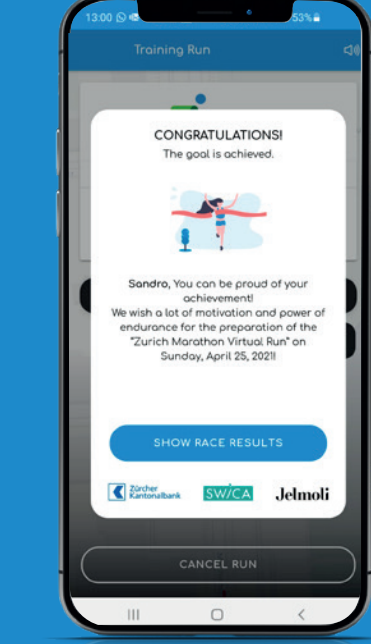 13:00
53%
Training Run
CONGRATULATIONS!
The goal is achieved.
Sandro, You can be proud of your
achievement!
We wish a lot of motivation and power of
endurance for the preparation of the
"Zurich Marathon Virtual Run" on
Sunday, April 25, 2021!
SHOW RACE RESULTS
Zürcher
Kantonalbank
SWICA
Jelmoli
CANCEL RUN